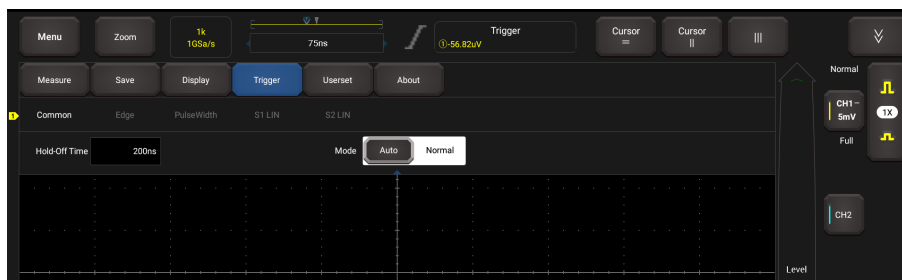 Menu
Zoom
1k
1GSa/s
75ns
Trigger
①-56.82uV
Cursor
=
Cursor
||
|||
Measure
Save
Display
Trigger
Userset
About
Normal
CH1
5mV
1X
Full
1
Common
Edge
PulseWidth
S1 LIN
S2 LIN
Hold-Off Time
200ns
Mode
Auto
Normal
CH2
Level